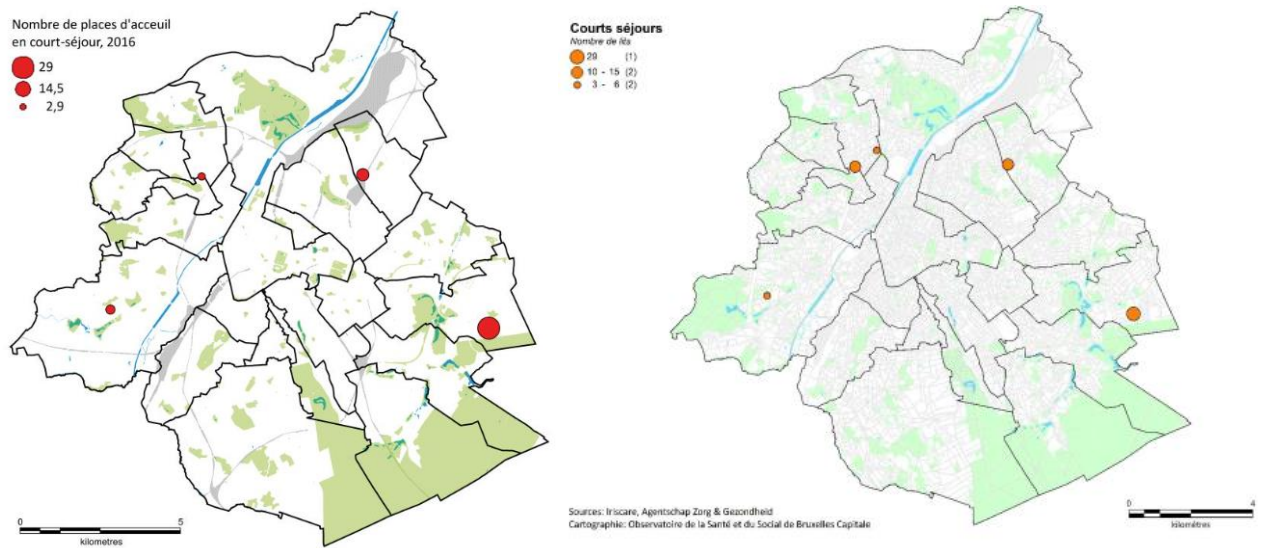 Nombre de places d'acceuil
en court-séjour, 2016
29
14,5
2,9
0 5
kilometres
Courts séjours
Nombre de lits
29 (1)
10 - 15 (2)
3 - 6 (2)
Sources: Iriscare, Agentschap Zorg & Gezondheid
Cartographie: Observatoire de la Santé et du Social de Bruxelles Capitale
0 4
kilomètres